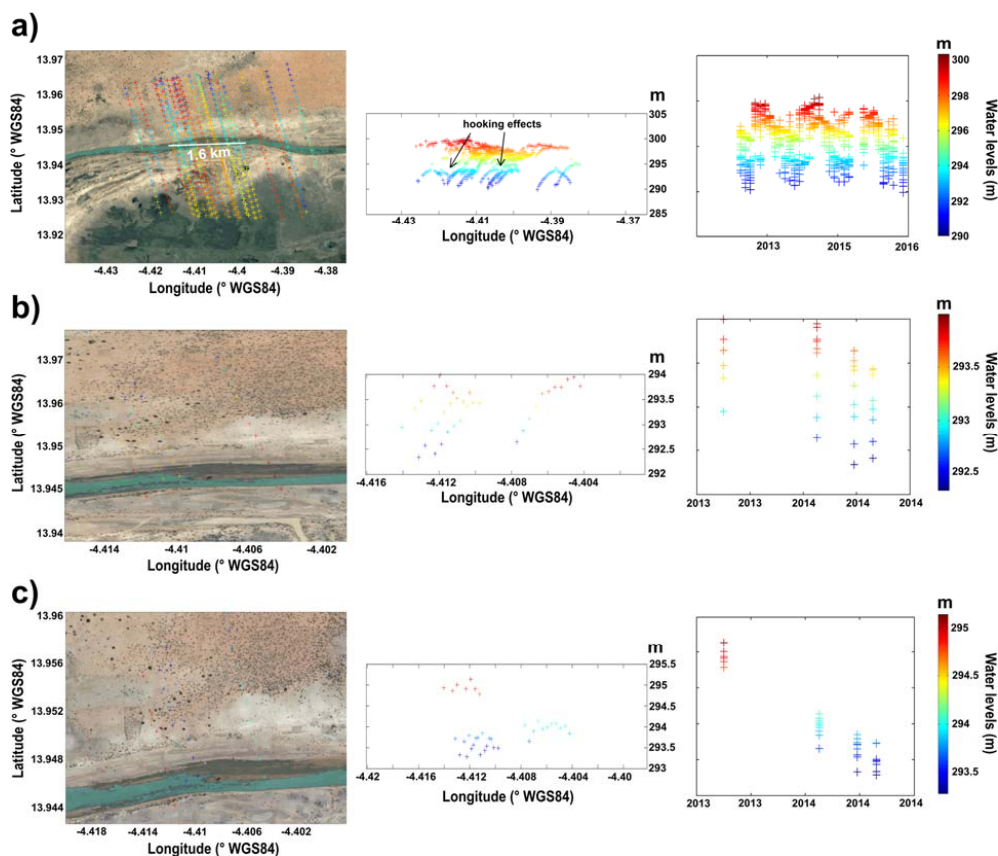 a)
Latitude (° WGS84)
13.97
13.96
13.95
13.94
13.93
13.92
1.6 km
-4.43 -4.42 -4.41 -4.4 -4.39 -4.38
Longitude (° WGS84)
m
hooking effects
305
300
295
290
285
-4.43 -4.41 -4.39 -4.37
Longitude (° WGS84)
2013 2015 2016
m
300
298
296
294
292
290
Water levels (m)
b)
Latitude (° WGS84)
13.97
13.96
13.95
13.945
13.94
-4.414 -4.41 -4.406 -4.402
Longitude (° WGS84)
m
294
293.5
293
292.5
292
-4.416 -4.412 -4.408 -4.404
Longitude (° WGS84)
2013 2013 2014 2014 2014
m
293.5
293
292.5
Water levels (m)
c)
Latitude (° WGS84)
13.96
13.956
13.952
13.948
13.944
-4.418 -4.414 -4.41 -4.406 -4.402
Longitude (° WGS84)
m
295.5
295
294.5
294
293.5
293
-4.42 -4.416 -4.412 -4.408 -4.404 -4.40
Longitude (° WGS84)
2013 2013 2014 2014 2014
m
295
294.5
294
293.5
Water levels (m)